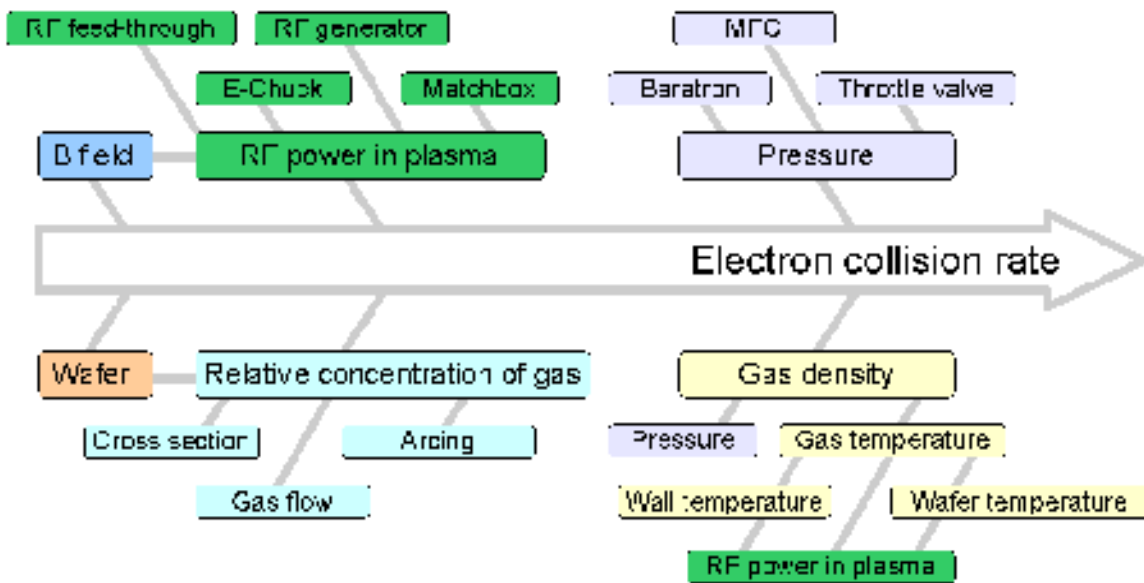 RF feed-through
RF generator
MFC
E-Chuck
Matchbox
Baratron
Throttle valve
B field
RF power in plasma
Pressure
Electron collision rate
Wafer
Relative concentration of gas
Gas density
Cross section
Arcing
Pressure
Gas temperature
Gas flow
Wall temperature
Wafer temperature
RF power in plasma